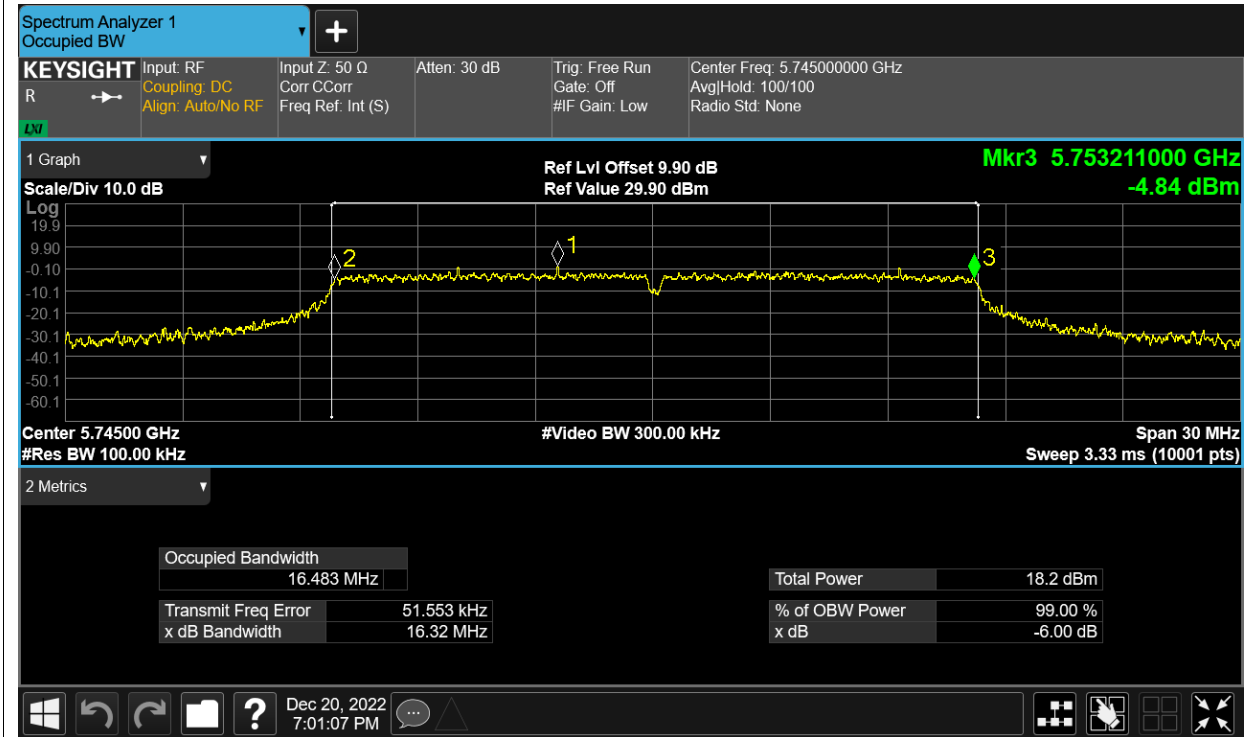 Spectrum Analyzer 1
Occupied BW
KEYSIGHT Input: RF Input Z: 50 Ω Atten: 30 dB Trig: Free Run Center Freq: 5.745000000 GHz
R Coupling: DC Corr CCorr Gate: Off Avg|Hold: 100/100
Align: Auto/No RF Freq Ref: Int (S) #IF Gain: Low Radio Std: None
LXI
1 Graph Ref Lvl Offset 9.90 dB Mkr3 5.753211000 GHz
Scale/Div 10.0 dB Ref Value 29.90 dBm -4.84 dBm
Log
19.9
9.90
-0.10
-10.1
-20.1
-30.1
-40.1
-50.1
-60.1
2 1 3
Center 5.74500 GHz #Video BW 300.00 kHz Span 30 MHz
#Res BW 100.00 kHz Sweep 3.33 ms (10001 pts)
2 Metrics
Occupied Bandwidth
16.483 MHz Total Power 18.2 dBm
Transmit Freq Error 51.553 kHz % of OBW Power 99.00 %
x dB Bandwidth 16.32 MHz x dB -6.00 dB
Dec 20, 2022
7:01:07 PM